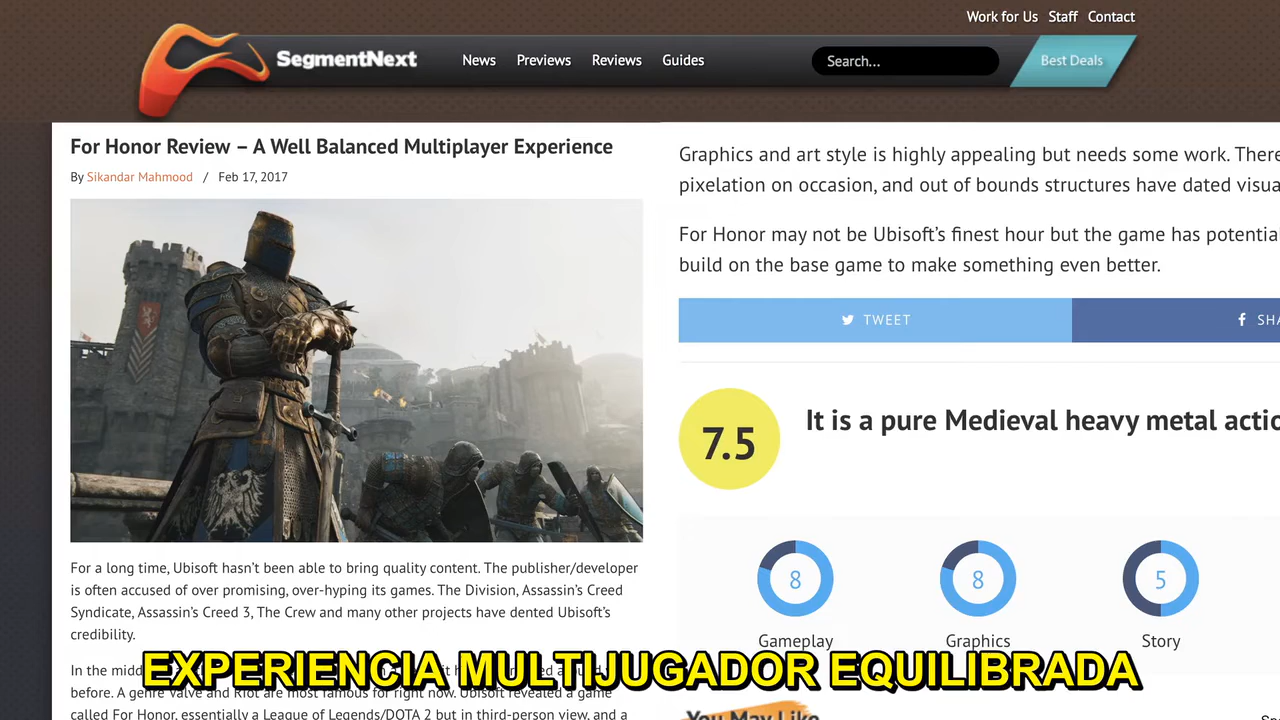 Work for Us Staff Contact
SegmentNext
News Previews Reviews Guides
Search...
Best Deals
For Honor Review – A Well Balanced Multiplayer Experience
By Sikandar Mahmood / Feb 17, 2017
For a long time, Ubisoft hasn't been able to bring quality content. The publisher/developer
is often accused of over promising, over-hyping its games. The Division, Assassin's Creed
Syndicate, Assassin's Creed 3, The Crew and many other projects have dented Ubisoft's
credibility.
In the
before. A genre Valve and Riot are most famous for right now. Ubisoft revealed a game
called For Honor, essentially a League of Legends/DOTA 2 but in third-person view, and a
Graphics and art style is highly appealing but needs some work. There
pixelation on occasion, and out of bounds structures have dated
For Honor may not be Ubisoft's finest hour but the game has
build on the base game to make something even better.
TWEET
7.5
It is a pure Medieval heavy metal
8
8
5
Gameplay
Graphics
Story
You May Like
EXPERIENCIA MULTIJUGADOR EQUILIBRADA